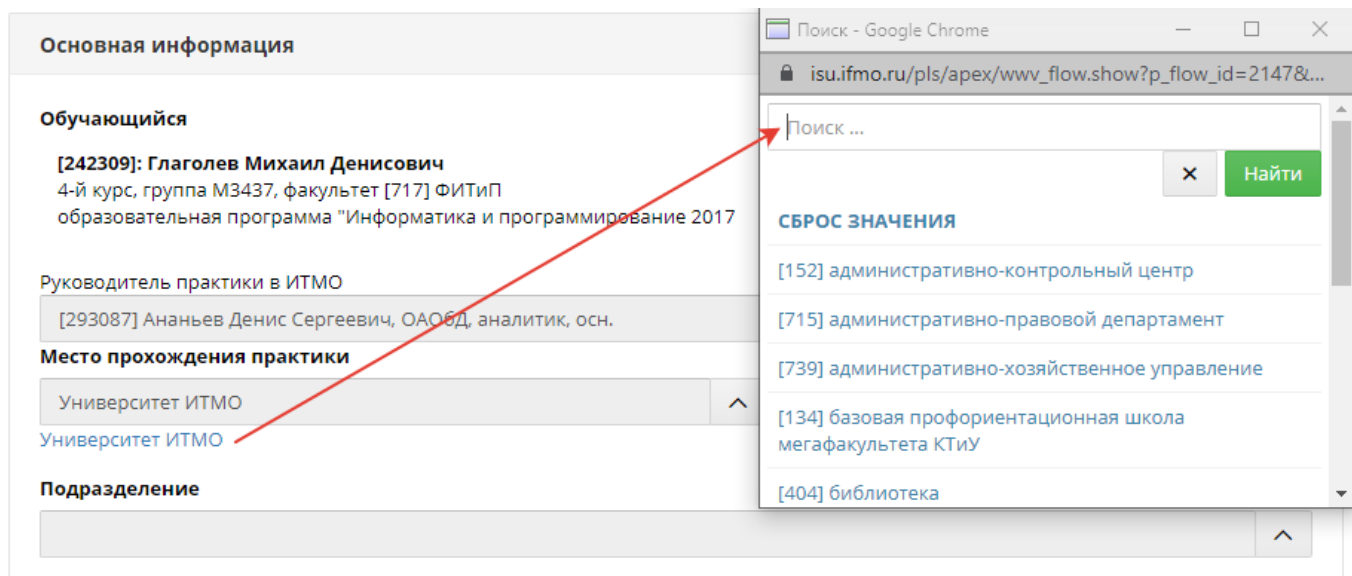 Основная информация
Обучающийся
[242309]: Глаголев Михаил Денисович
4-й курс, группа М3437, факультет [717] ФИТиП
образовательная программа "Информатика и программирование 2017
Руководитель практики в ИТМО
[293087] Ананьев Денис Сергеевич, ОАОбД, аналитик, осн.
Место прохождения практики
Университет ИТМО
Университет ИТМО
Подразделение
Поиск - Google Chrome
isu.ifmo.ru/pls/apex/wwv_flow.show?p_flow_id=2147&...
Поиск ...
Найти
СБРОС ЗНАЧЕНИЯ
[152] административно-контрольный центр
[715] административно-правовой департамент
[739] административно-хозяйственное управление
[134] базовая профориентационная школа
мегафакультета КТиУ
[404] библиотека